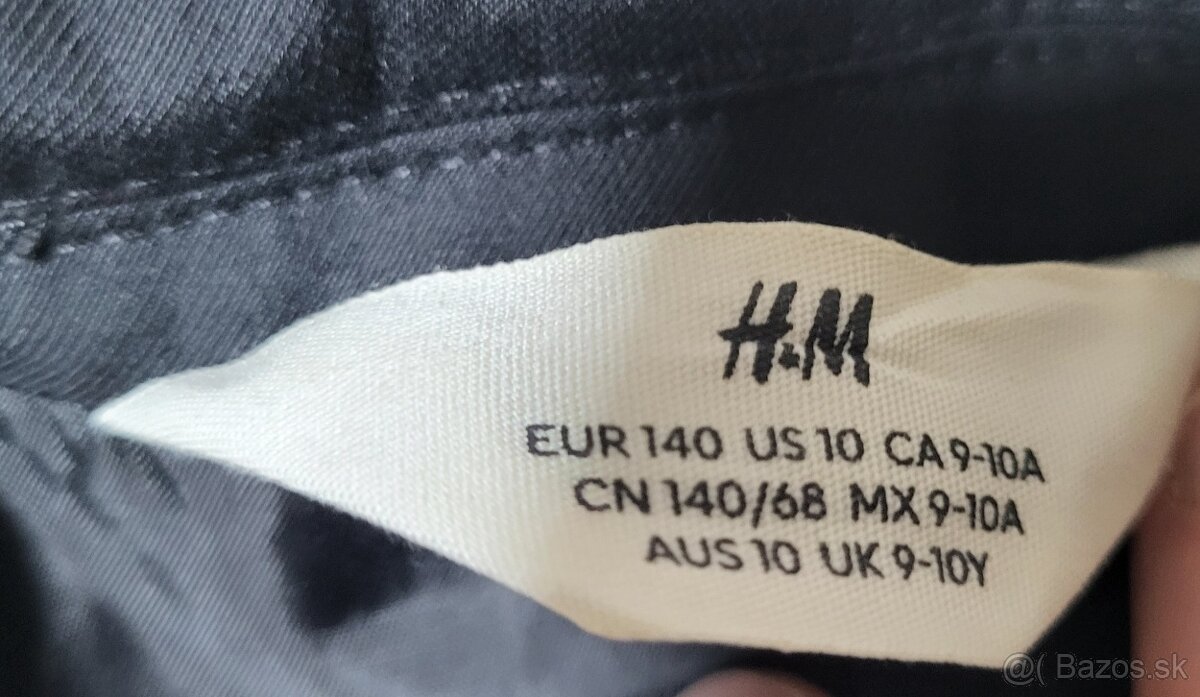 H&M
EUR 140 US 10 CA 9-10A
CN 140/68 MX 9-10A
AUS 10 UK 9-10Y
@( Bazos.sk